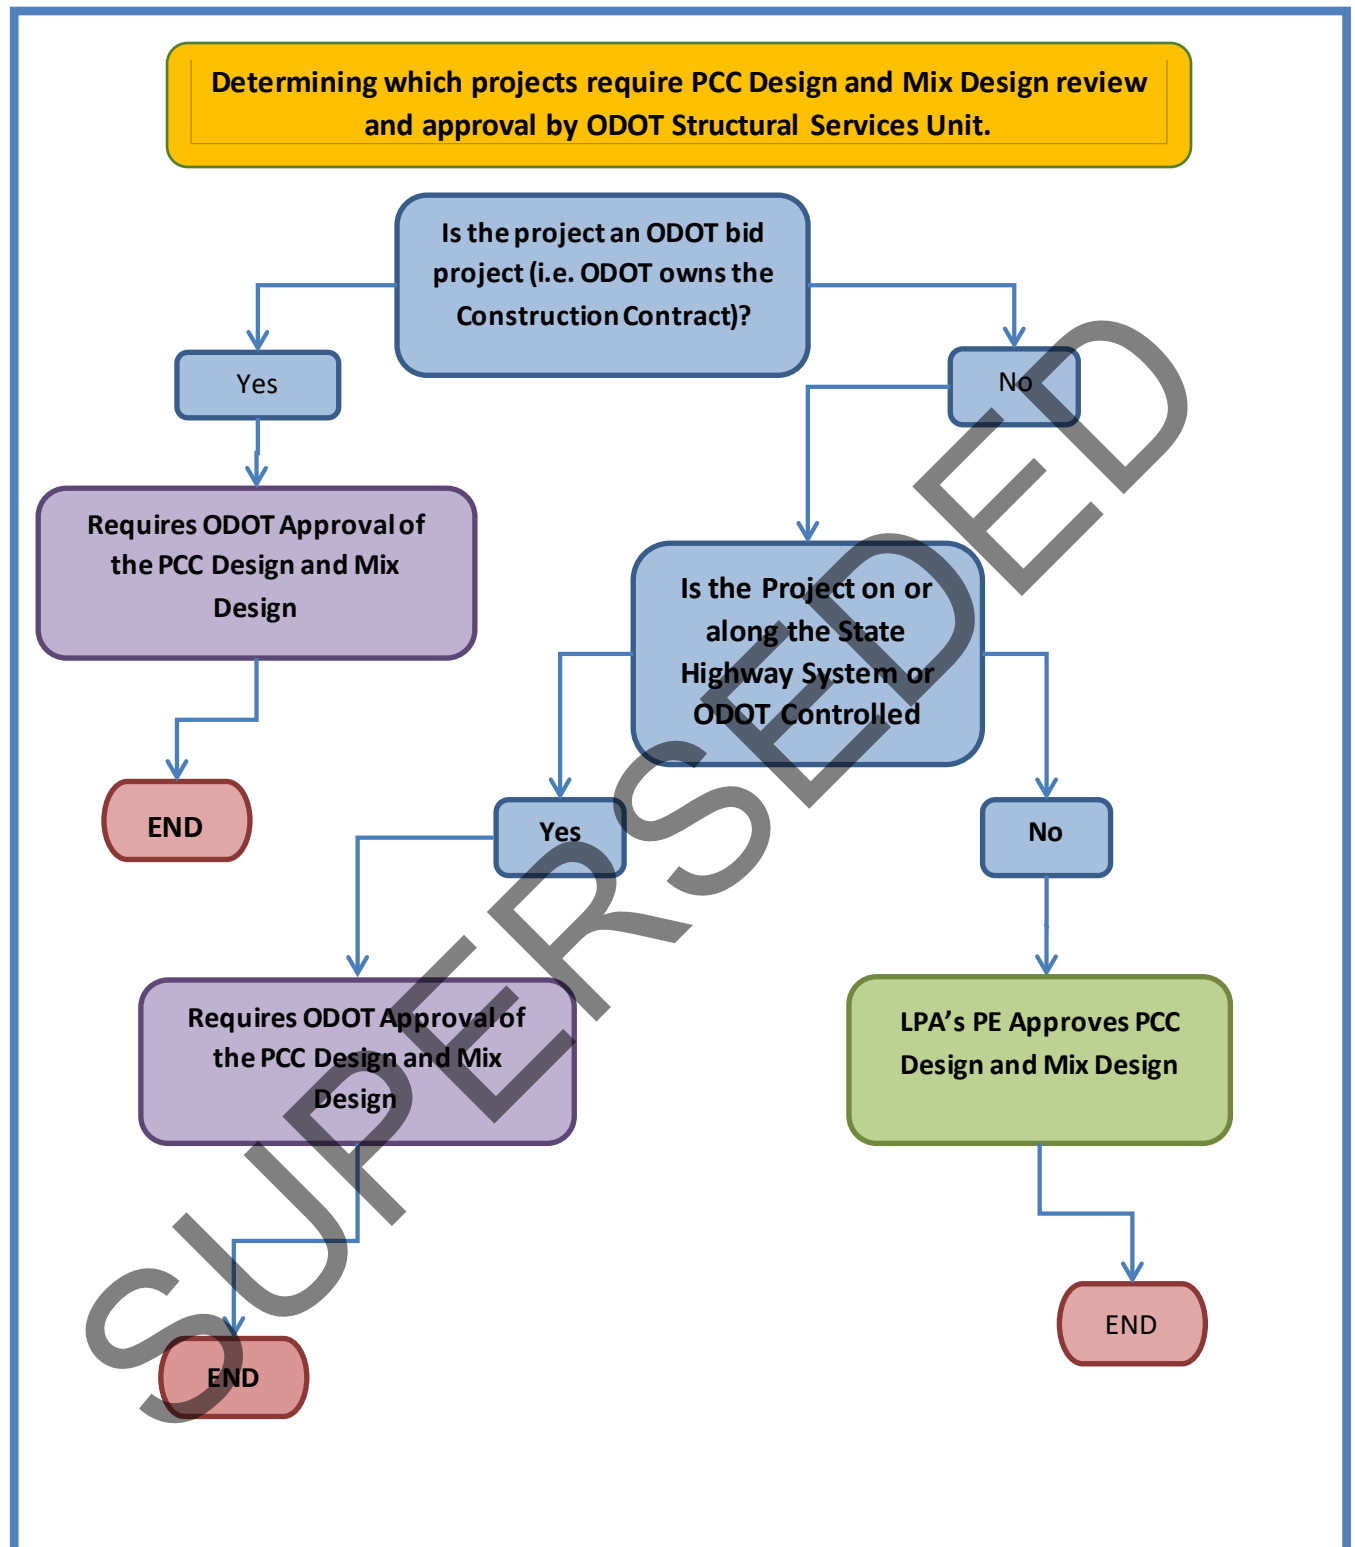 Determining which projects require PCC Design and Mix Design review
and approval by ODOT Structural Services Unit.
Is the project an ODOT bid
project (i.e. ODOT owns the
Construction Contract)?
Yes
No
Requires ODOT Approval of
the PCC Design and Mix
Design
Is the Project on or
along the State
Highway System or
ODOT Controlled
END
Yes
No
Requires ODOT Approval of
the PCC Design and Mix
Design
LPA's PE Approves PCC
Design and Mix Design
END
END
SUPERSEDED